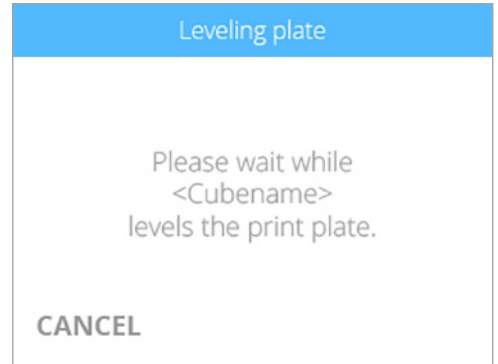 Leveling plate
Please wait while
<Cubename>
levels the print plate.
CANCEL